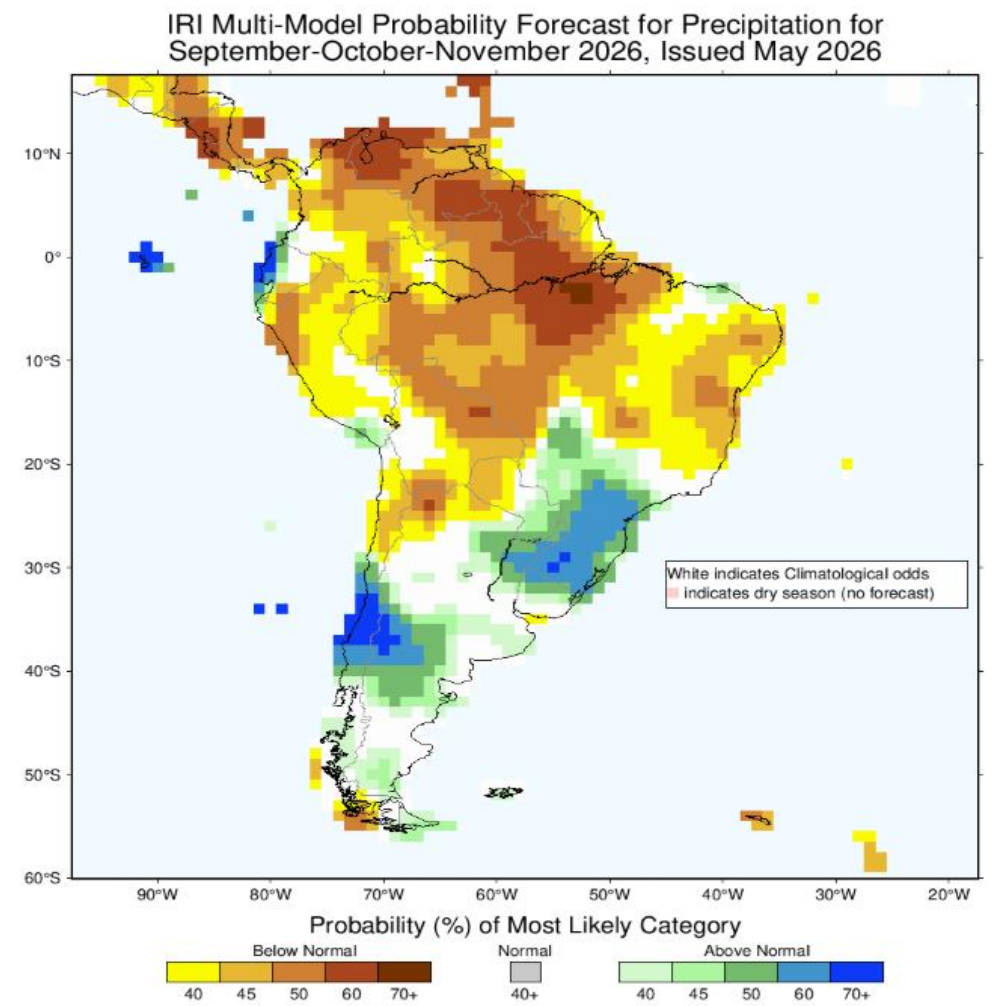 IRI Multi-Model Probability Forecast for Precipitation for
September-October-November 2026, Issued May 2026
10°N
0°
10°S
20°S
30°S
40°S
50°S
60°S
White indicates Climatological odds
indicates dry season (no forecast)
90°W 80°W 70°W 60°W 50°W 40°W 30°W 20°W
Probability (%) of Most Likely Category
Below Normal Normal Above Normal
40 45 50 60 70+ 40+ 40 45 50 60 70+